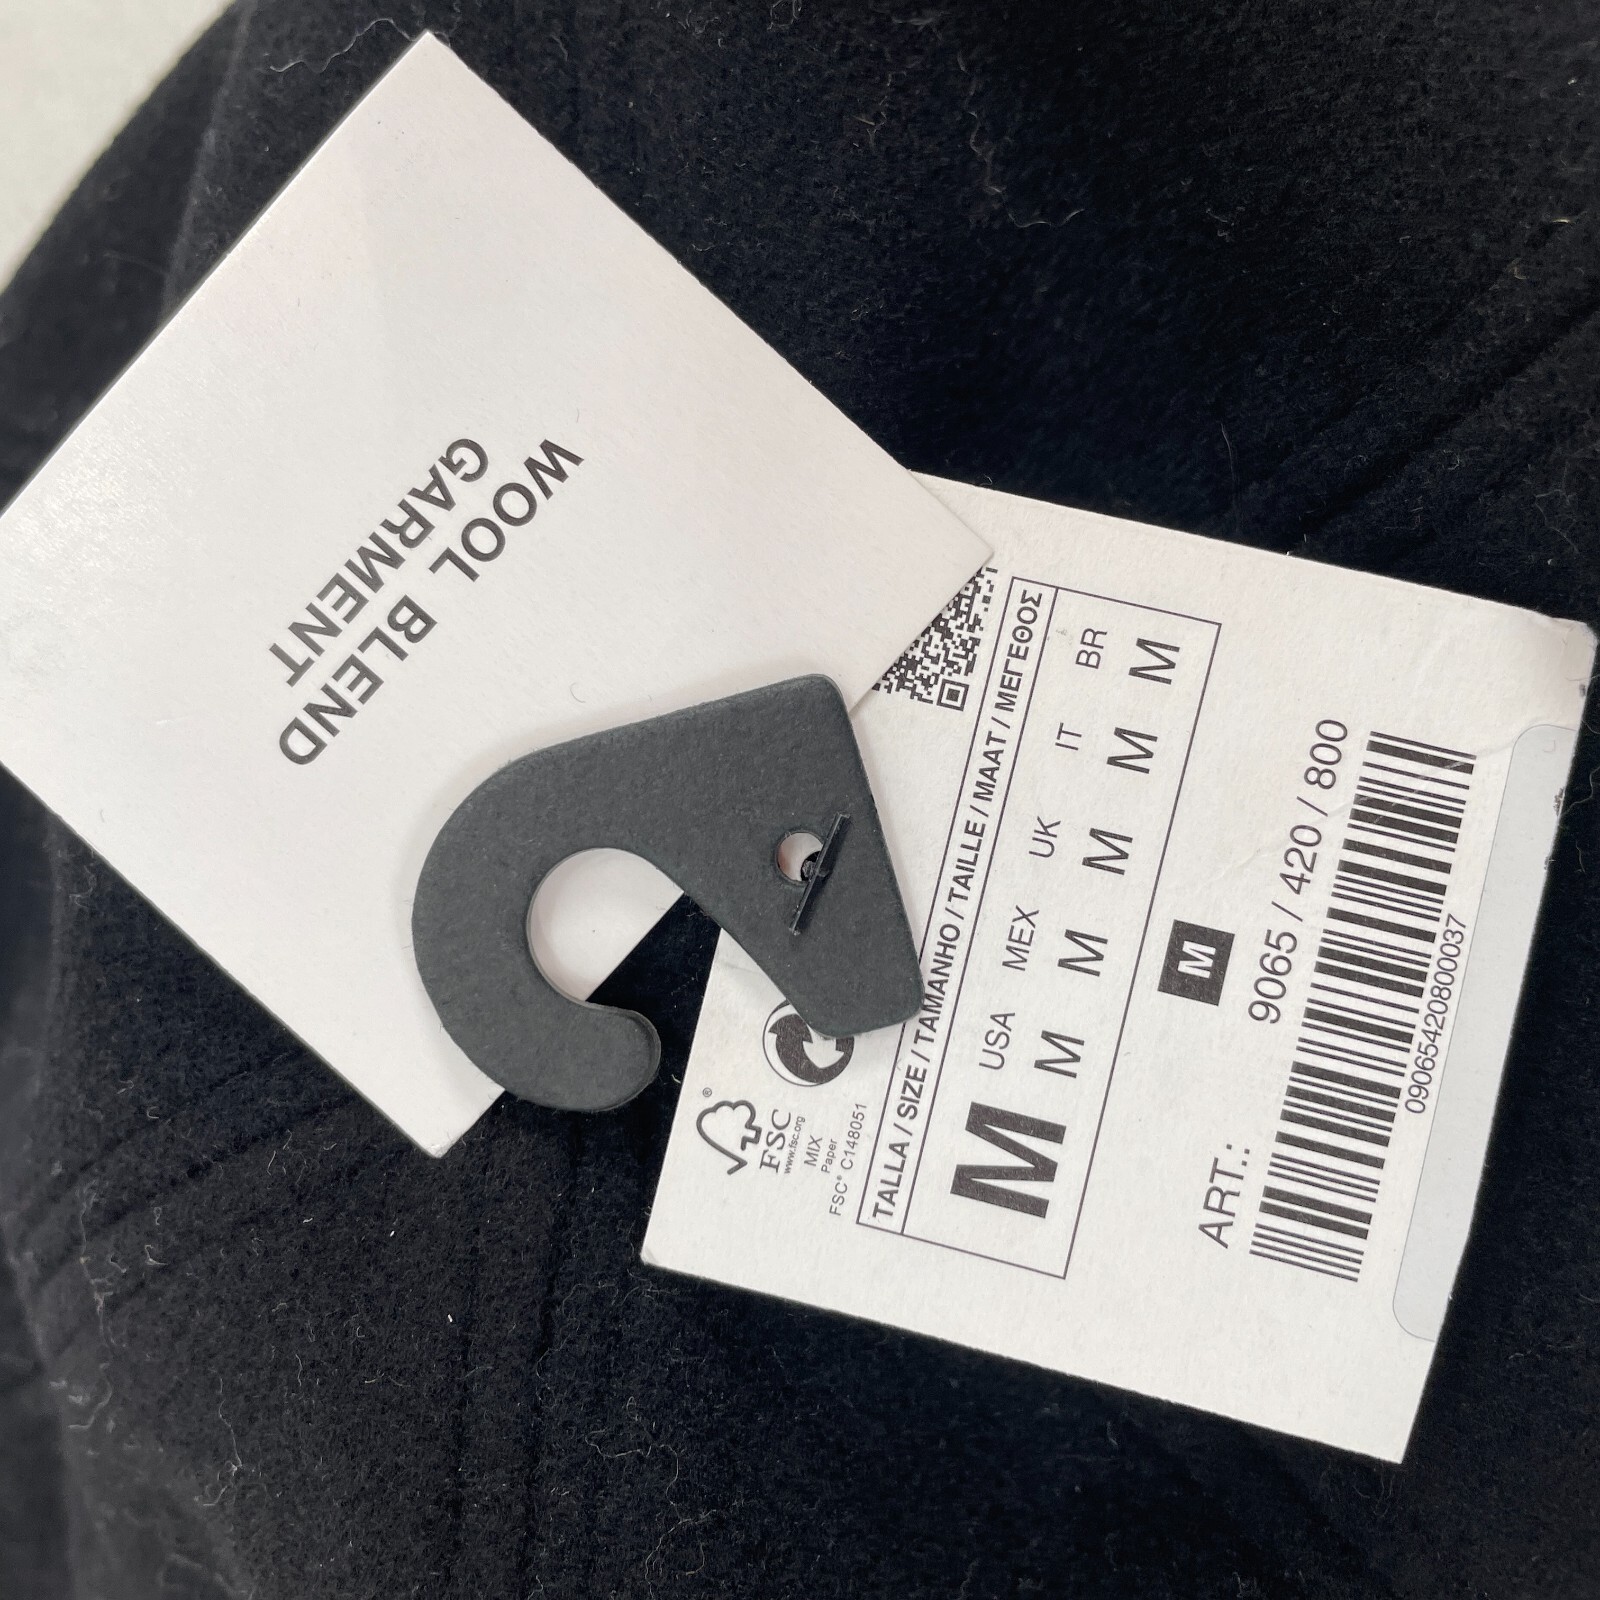 WOOL BLEND
GARMENT
®
FSC
www.fsc.org
MIX
Paper
FSC® C148051
TALLA / SIZE / TAMANHO / TAILLE / MAAT / ΜΕΓΕΘΟΣ
USA MEX UK IT BR
M M M M M M
M
ART.: 9065 / 420 / 800
09065420800037